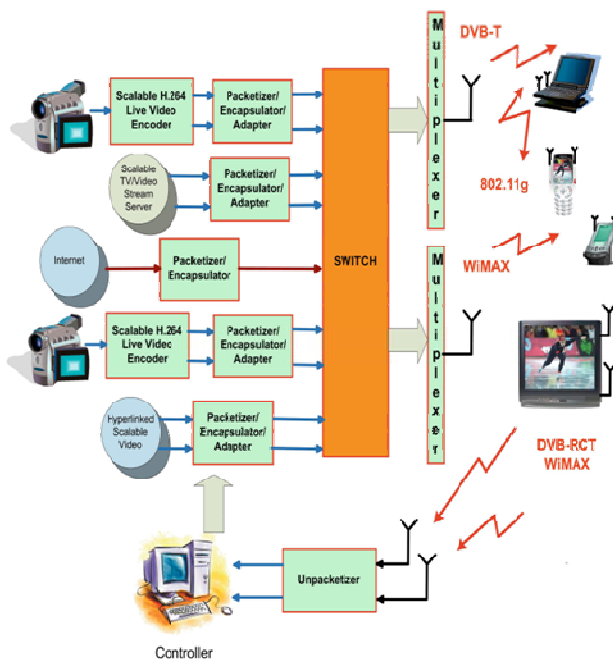 DVB-T
Multiplexer
Scalable H.264
Live Video
Encoder
Packetizer/
Encapsulator/
Adapter
Scalable
TV/Video
Stream
Server
Packetizer/
Encapsulator/
Adapter
802.11g
Internet
Packetizer/
Encapsulator
SWITCH
WiMAX
Multiplexer
Scalable H.264
Live Video
Encoder
Packetizer/
Encapsulator/
Adapter
Hyperlinked
Scalable
Video
Packetizer/
Encapsulator/
Adapter
DVB-RCT
WiMAX
Unpacketizer
Controller